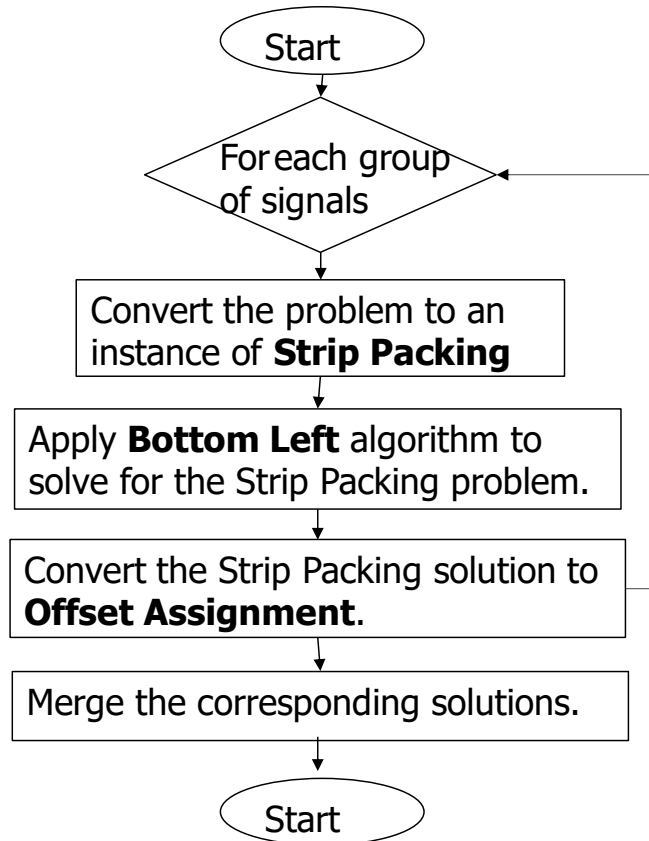 Start
For each group
of signals
Convert the problem to an
instance of Strip Packing
Apply Bottom Left algorithm to
solve for the Strip Packing problem.
Convert the Strip Packing solution to
Offset Assignment.
Merge the corresponding solutions.
Start